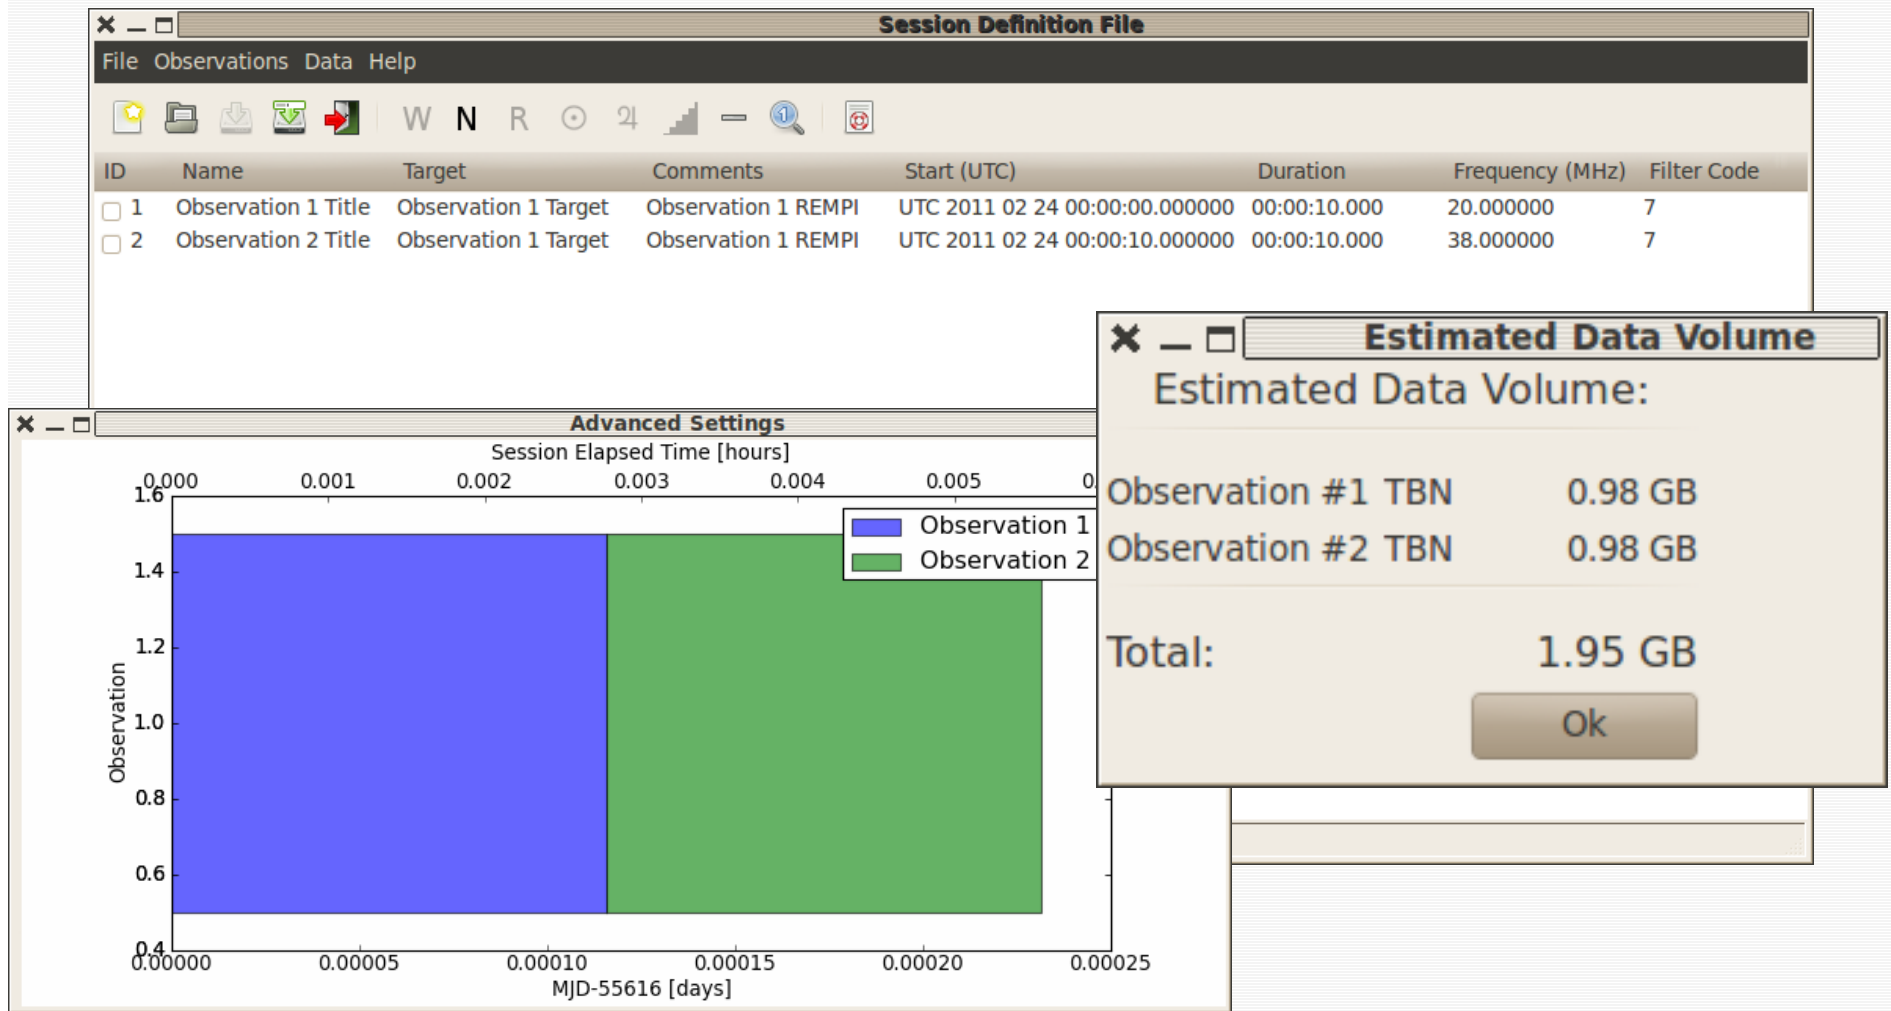 Session Definition File
File Observations Data Help
W N R ☉ ♃ 1
ID Name Target Comments Start (UTC) Duration Frequency (MHz) Filter Code
1 Observation 1 Title Observation 1 Target Observation 1 REMPI UTC 2011 02 24 00:00:00.000000 00:00:10.000 20.000000 7
2 Observation 2 Title Observation 1 Target Observation 1 REMPI UTC 2011 02 24 00:00:10.000000 00:00:10.000 38.000000 7
Estimated Data Volume
Estimated Data Volume:
Observation #1 TBN 0.98 GB
Observation #2 TBN 0.98 GB
Total: 1.95 GB
Ok
Advanced Settings
Session Elapsed Time [hours]
0.000 0.001 0.002 0.003 0.004 0.005
1.6
1.4
1.2
1.0
0.8
0.6
0.4
Observation
Observation 1
Observation 2
0.00000 0.00005 0.00010 0.00015 0.00020 0.00025
MJD-55616 [days]